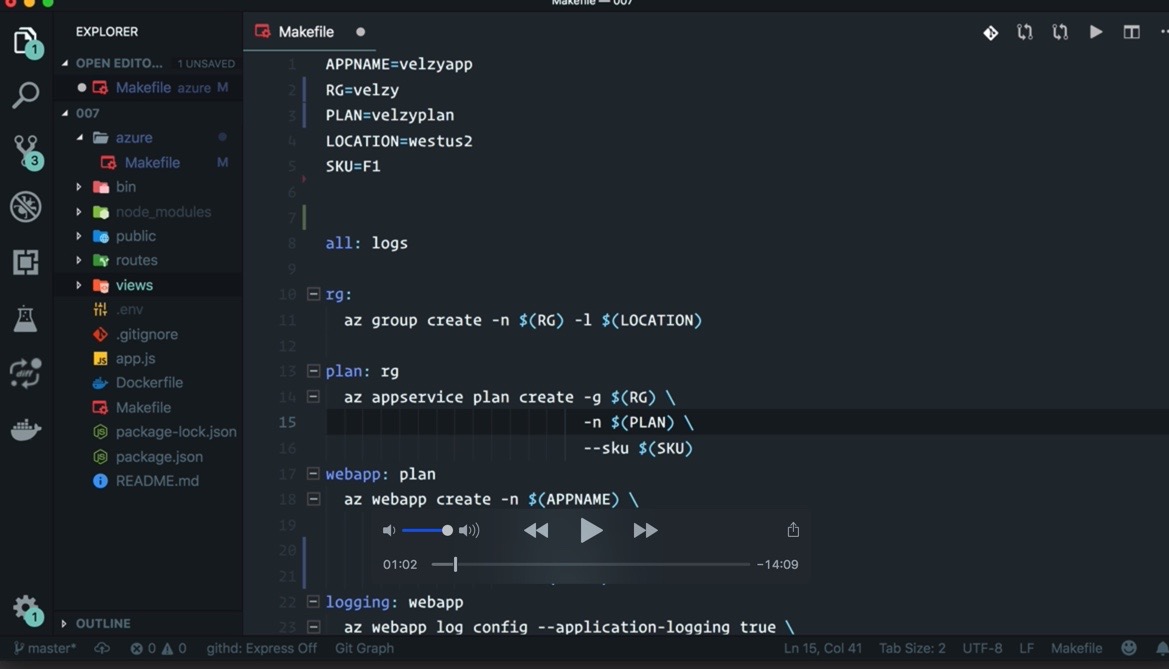 Makefile — 007
EXPLORER
OPEN EDITO... 1 UNSAVED
Makefile azure M
007
azure
Makefile M
bin
node_modules
public
routes
views
.env
.gitignore
app.js
Dockerfile
Makefile
package-lock.json
package.json
README.md
OUTLINE
1
3
1
diff
JS
Makefile
1 APPNAME=velzyapp
2 RG=velzy
3 PLAN=velzyplan
4 LOCATION=westus2
5 SKU=F1
6
7
8 all: logs
9
10 rg:
11 az group create -n $(RG) -l $(LOCATION)
12
13 plan: rg
14 az appservice plan create -g $(RG) \
15 -n $(PLAN) \
16 --sku $(SKU)
17 webapp: plan
18 az webapp create -n $(APPNAME) \
19
20
21
22 logging: webapp
23 az webapp log config --application-logging true \
01:02 -14:09
master* 0 0 githd: Express Off Git Graph Ln 15, Col 41 Tab Size: 2 UTF-8 LF Makefile